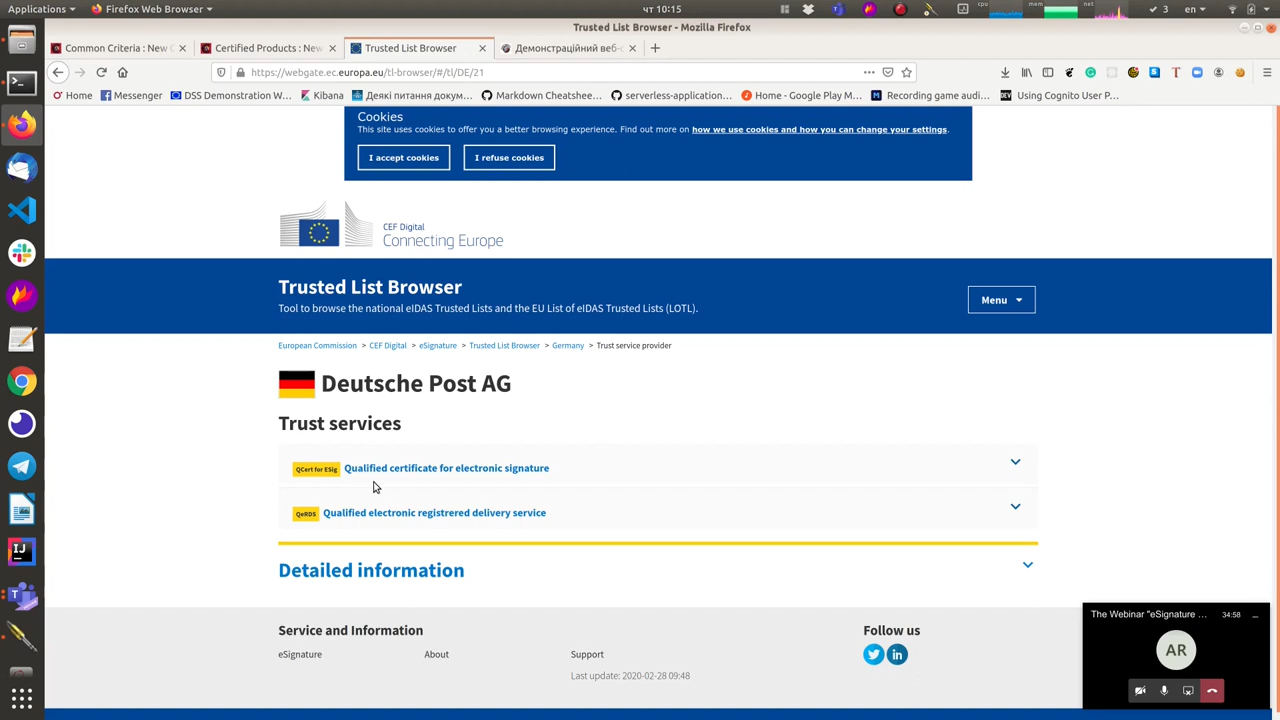 Applications
Firefox Web Browser
чт 10:15
cpu
mem
Trusted List Browser - Mozilla Firefox
Common Criteria : New C
Certified Products : New
Trusted List Browser
Демонстраційний веб-с
https://webgate.ec.europa.eu/tl-browser/#/tl/DE/21
Home
Messenger
DSS Demonstration W...
Kibana
Деякі питання докум...
Markdown Cheatshee...
serverless-application...
Home - Google Play M...
Recording game audi...
DEV Using Cognito User P...
Cookies
This site uses cookies to offer you a better browsing experience. Find out more on how we use cookies and how you can change your settings.
I accept cookies
I refuse cookies
CEF Digital
Connecting Europe
Trusted List Browser
Tool to browse the national eIDAS Trusted Lists and the EU List of eIDAS Trusted Lists (LOTL).
Menu
European Commission > CEF Digital > eSignature > Trusted List Browser > Germany > Trust service provider
Deutsche Post AG
Trust services
QCert for ESig Qualified certificate for electronic signature
QeRDS Qualified electronic registrered delivery service
Detailed information
The Webinar "eSignature ... 34:58
AR
Service and Information
Follow us
eSignature
About
Support
Last update: 2020-02-28 09:48